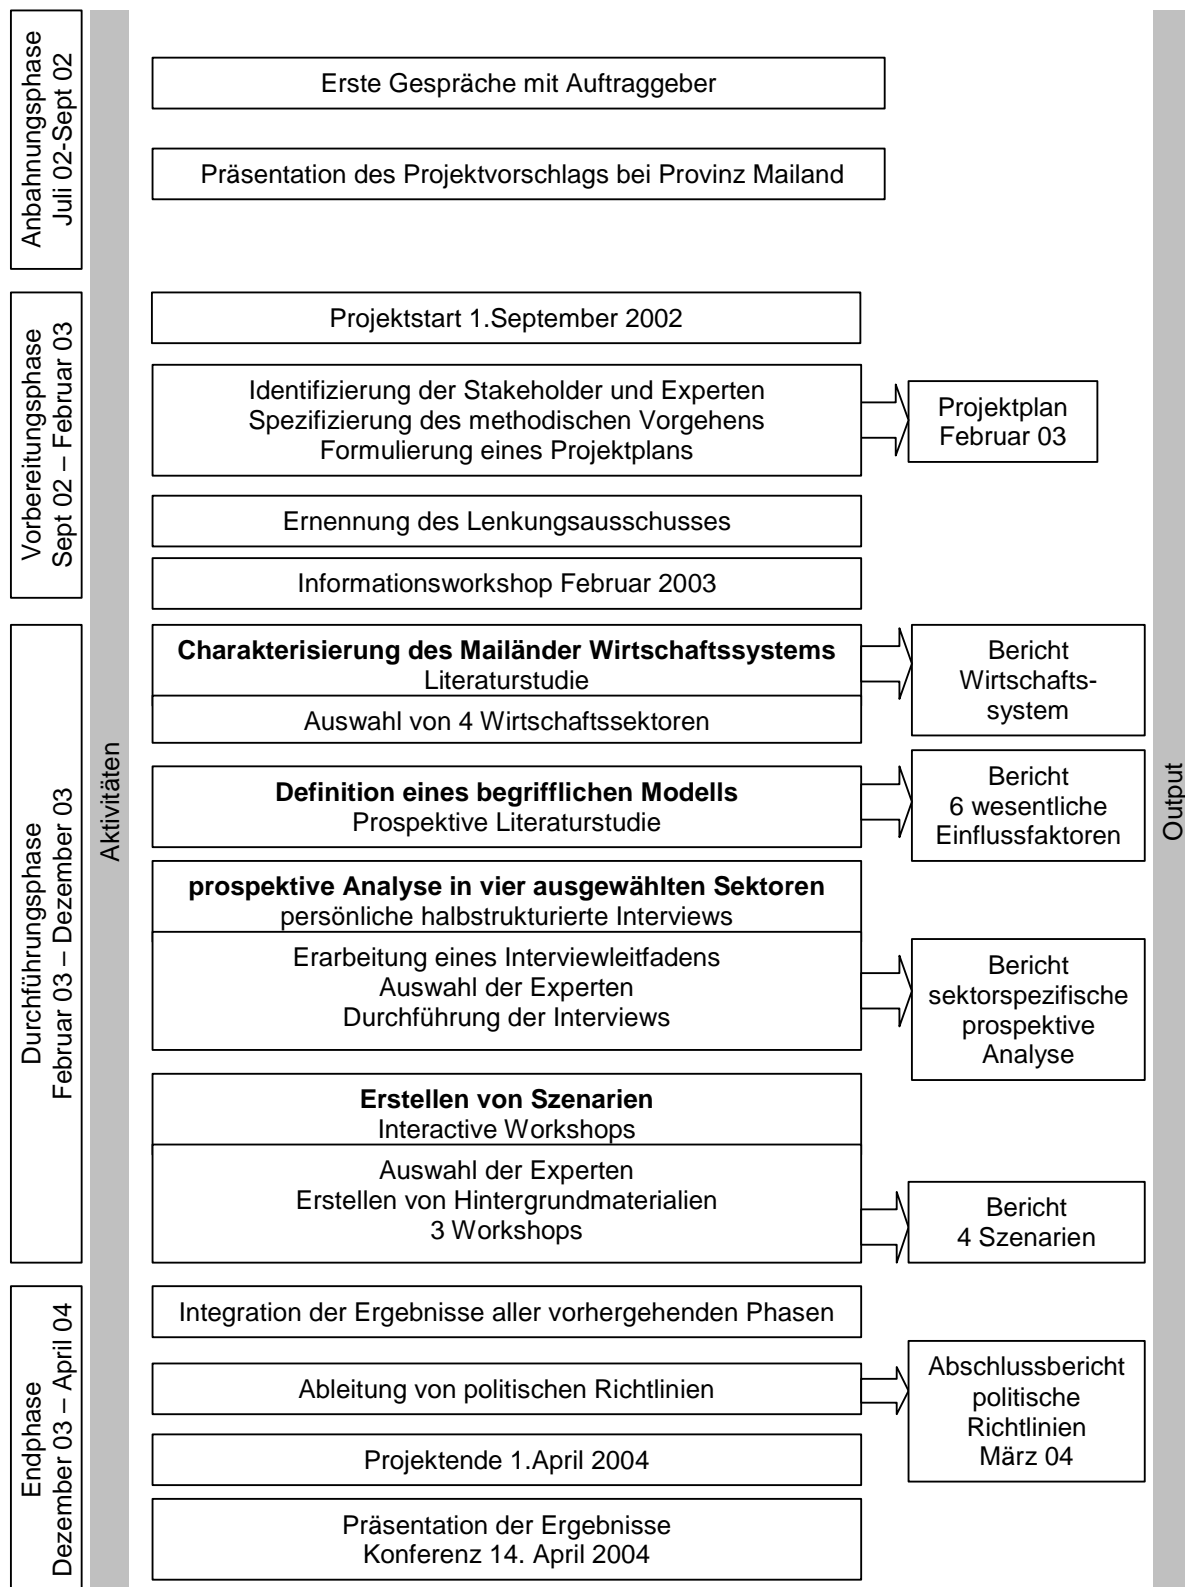 Anbahnungsphase
Juli 02-Sept 02
Erste Gespräche mit Auftraggeber
Präsentation des Projektvorschlags bei Provinz Mailand
Vorbereitungsphase
Sept 02 – Februar 03
Projektstart 1.September 2002
Identifizierung der Stakeholder und Experten
Spezifizierung des methodischen Vorgehens
Formulierung eines Projektplans
Projektplan
Februar 03
Ernennung des Lenkungsausschusses
Informationsworkshop Februar 2003
Aktivitäten
Output
Durchführungsphase
Februar 03 – Dezember 03
Charakterisierung des Mailänder Wirtschaftssystems
Literaturstudie
Auswahl von 4 Wirtschaftssektoren
Bericht
Wirtschafts-
system
Definition eines begrifflichen Modells
Prospektive Literaturstudie
Bericht
6 wesentliche
Einflussfaktoren
prospektive Analyse in vier ausgewählten Sektoren
persönliche halbstrukturierte Interviews
Erarbeitung eines Interviewleitfadens
Auswahl der Experten
Durchführung der Interviews
Bericht
sektorspezifische
prospektive
Analyse
Erstellen von Szenarien
Interactive Workshops
Auswahl der Experten
Erstellen von Hintergrundmaterialien
3 Workshops
Bericht
4 Szenarien
Endphase
Dezember 03 – April 04
Integration der Ergebnisse aller vorhergehenden Phasen
Ableitung von politischen Richtlinien
Abschlussbericht
politische
Richtlinien
März 04
Projektende 1.April 2004
Präsentation der Ergebnisse
Konferenz 14. April 2004